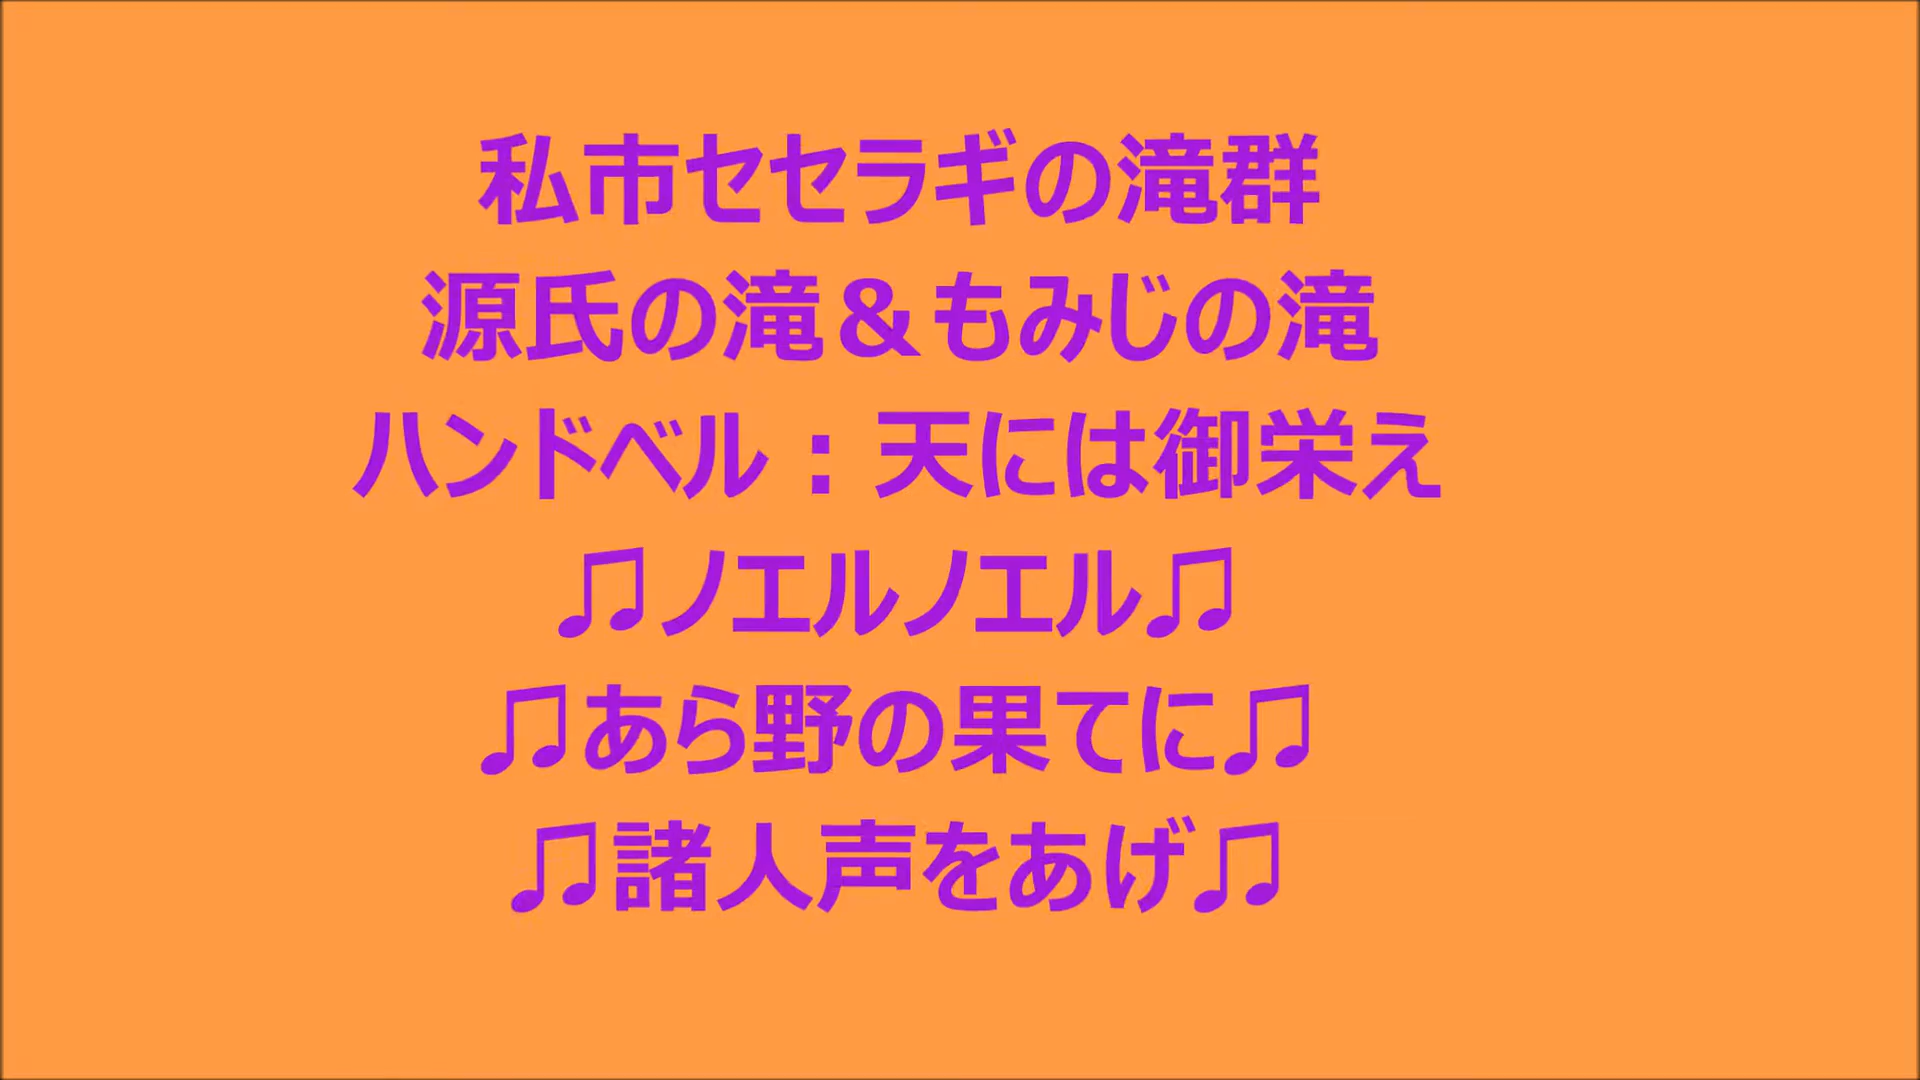 私市セセラギの滝群
源氏の滝＆もみじの滝
ハンドベル：天には御栄え
♫ノエルノエル♫
♫あら野の果てに♫
♫諸人声をあげ♫